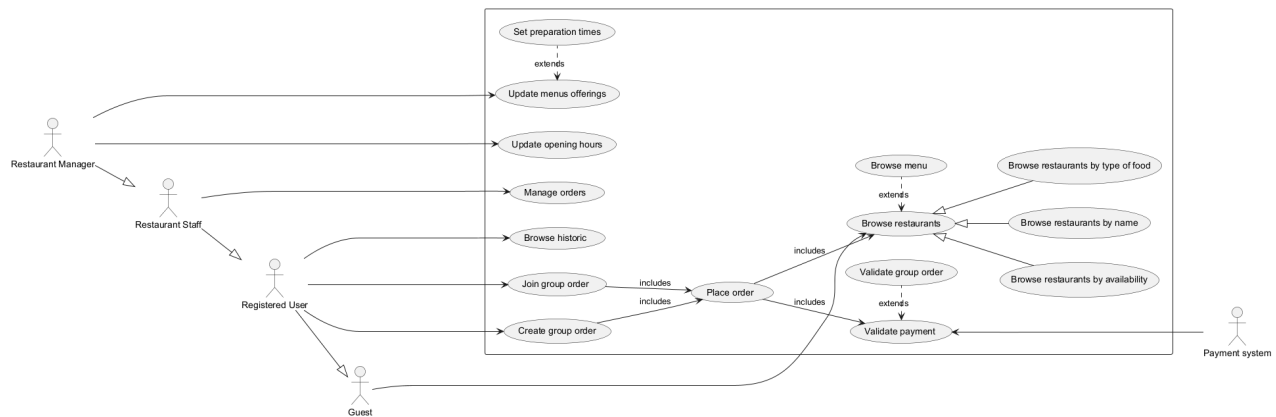 Set preparation times
extends
Update menus offerings
Restaurant Manager
Update opening hours
Restaurant Staff
Manage orders
Browse historic
Registered User
Join group order
includes
Create group order
includes
Place order
includes
includes
Browse menu
extends
Browse restaurants
Browse restaurants by type of food
Browse restaurants by name
Browse restaurants by availability
Validate group order
extends
Validate payment
Payment system
Guest